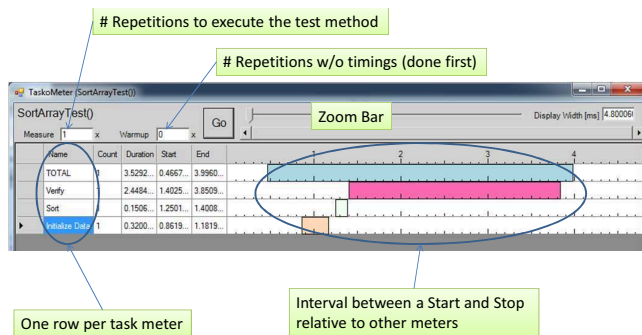 # Repetitions to execute the test method
# Repetitions w/o timings (done first)
TaskoMeter (SortArrayTest())
SortArrayTest()
Measure 1 x Warmup 0 x Go
Zoom Bar
Display Width [ms] 4.80006
Name Count Duration Start End
1 2 3 4
TOTAL 1 3.5292... 0.4667... 3.9960...
Verify 2.4484... 1.4025... 3.8509...
Sort 0.1506... 1.2501... 1.4008...
Initialize Data 1 0.3200... 0.8619... 1.1819...
One row per task meter
Interval between a Start and Stop
relative to other meters